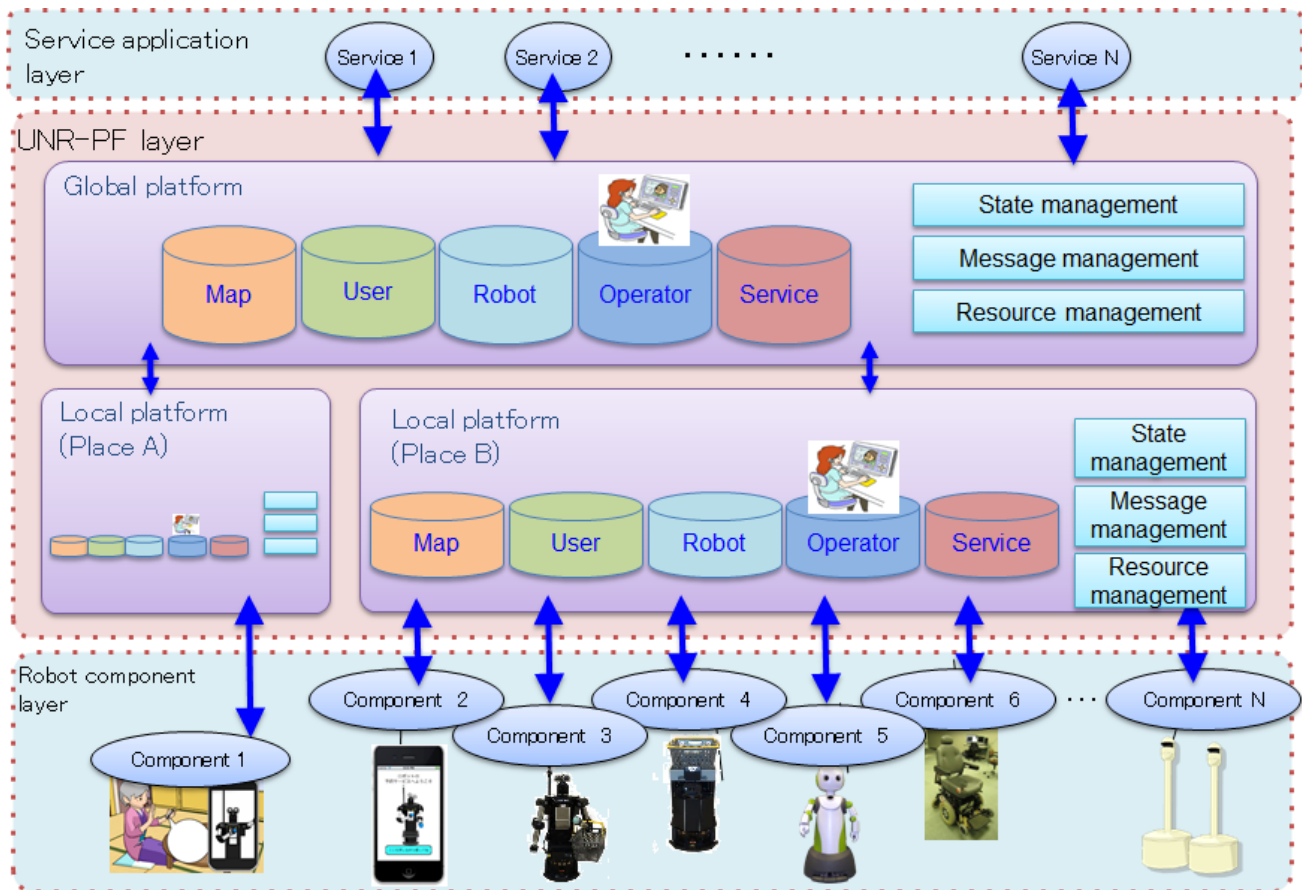 Service application
layer
Service 1
Service 2
······
Service N
UNR-PF layer
Global platform
Map
User
Robot
Operator
Service
State management
Message management
Resource management
Local platform
(Place A)
Local platform
(Place B)
Map
User
Robot
Operator
Service
State
management
Message
management
Resource
management
Robot component
layer
Component 1
Component 2
Component 3
Component 4
Component 5
Component 6
···
Component N